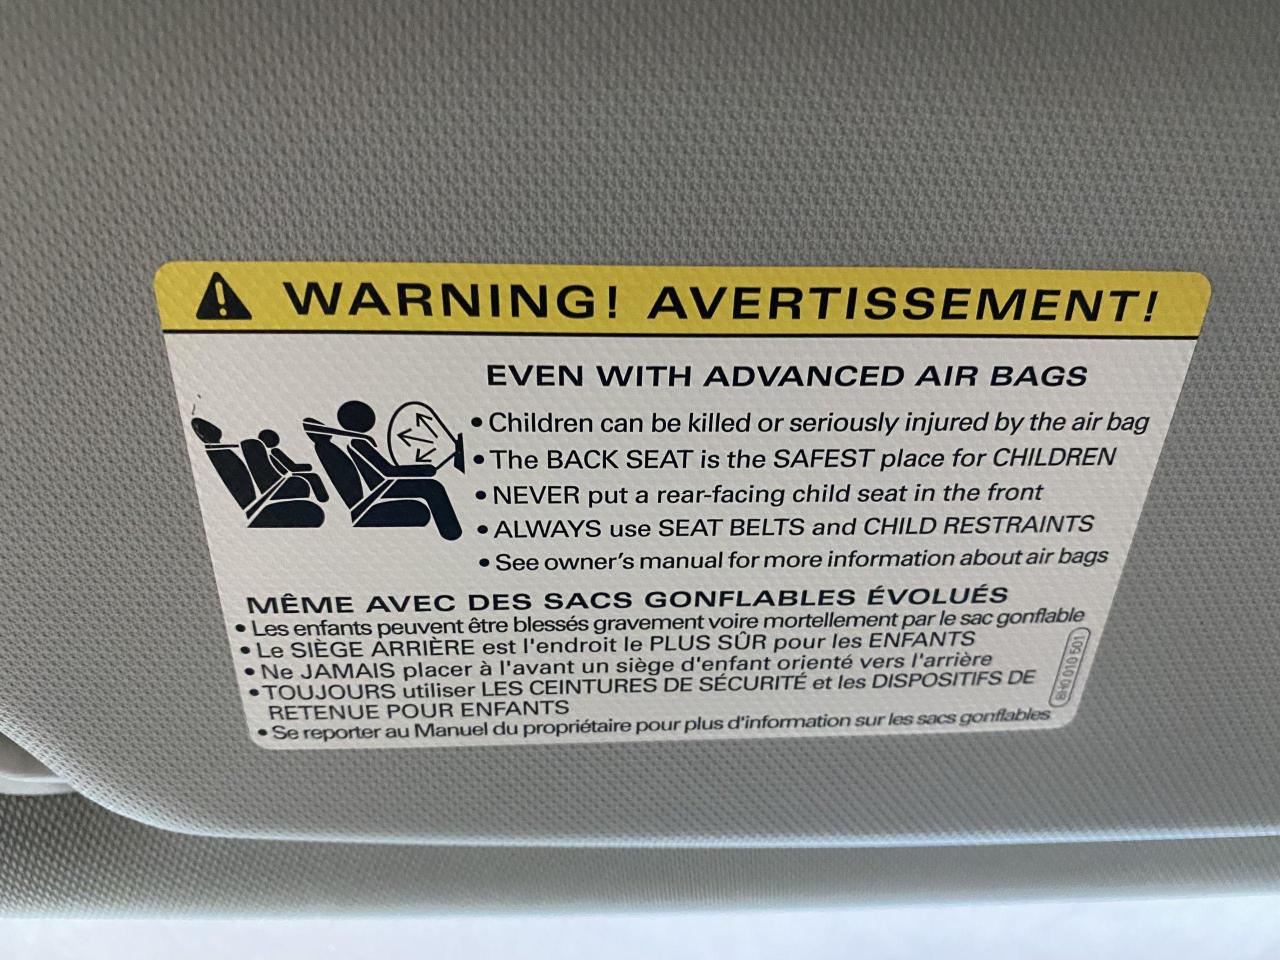 WARNING! AVERTISSEMENT!
EVEN WITH ADVANCED AIR BAGS
• Children can be killed or seriously injured by the air bag
• The BACK SEAT is the SAFEST place for CHILDREN
• NEVER put a rear-facing child seat in the front
• ALWAYS use SEAT BELTS and CHILD RESTRAINTS
• See owner's manual for more information about air bags
MÊME AVEC DES SACS GONFLABLES ÉVOLUÉS
• Les enfants peuvent être blessés gravement voire mortellement par le sac gonflable
• Le SIÈGE ARRIÈRE est l'endroit le PLUS SÛR pour les ENFANTS
• Ne JAMAIS placer à l'avant un siège d'enfant orienté vers l'arrière
• TOUJOURS utiliser LES CEINTURES DE SÉCURITÉ et les DISPOSITIFS DE
RETENUE POUR ENFANTS
• Se reporter au Manuel du propriétaire pour plus d'information sur les sacs gonflables
8H0 010 501